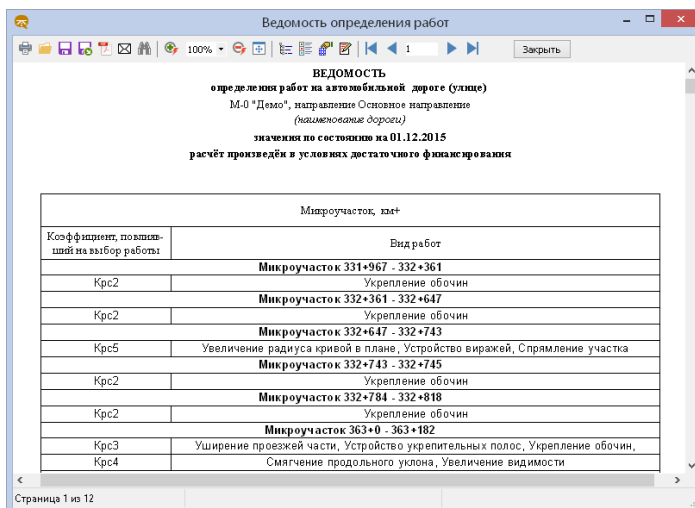 Ведомость определения работ
100%
1
Закрыть
ВЕДОМОСТЬ
определения работ на автомобильной дороге (улице)
М-0 "Демо", направление Основное направление
(наименование дороги)
значения по состоянию на 01.12.2015
расчёт произведён в условиях достаточного финансирования
Микроучасток, км+
Коэффициент, повлияв-
ший на выбор работы
Вид работ
Микроучасток 331+967 - 332+361
Крс2 Укрепление обочин
Микроучасток 332+361 - 332+647
Крс2 Укрепление обочин
Микроучасток 332+647 - 332+743
Крс5 Увеличение радиуса кривой в плане, Устройство виражей, Спрямление участка
Микроучасток 332+743 - 332+745
Крс2 Укрепление обочин
Микроучасток 332+784 - 332+818
Крс2 Укрепление обочин
Микроучасток 363+0 - 363+182
Крс3 Уширение проезжей части, Устройство укрепительных полос, Укрепление обочин,
Крс4 Смягчение продольного уклона, Увеличение видимости
Страница 1 из 12